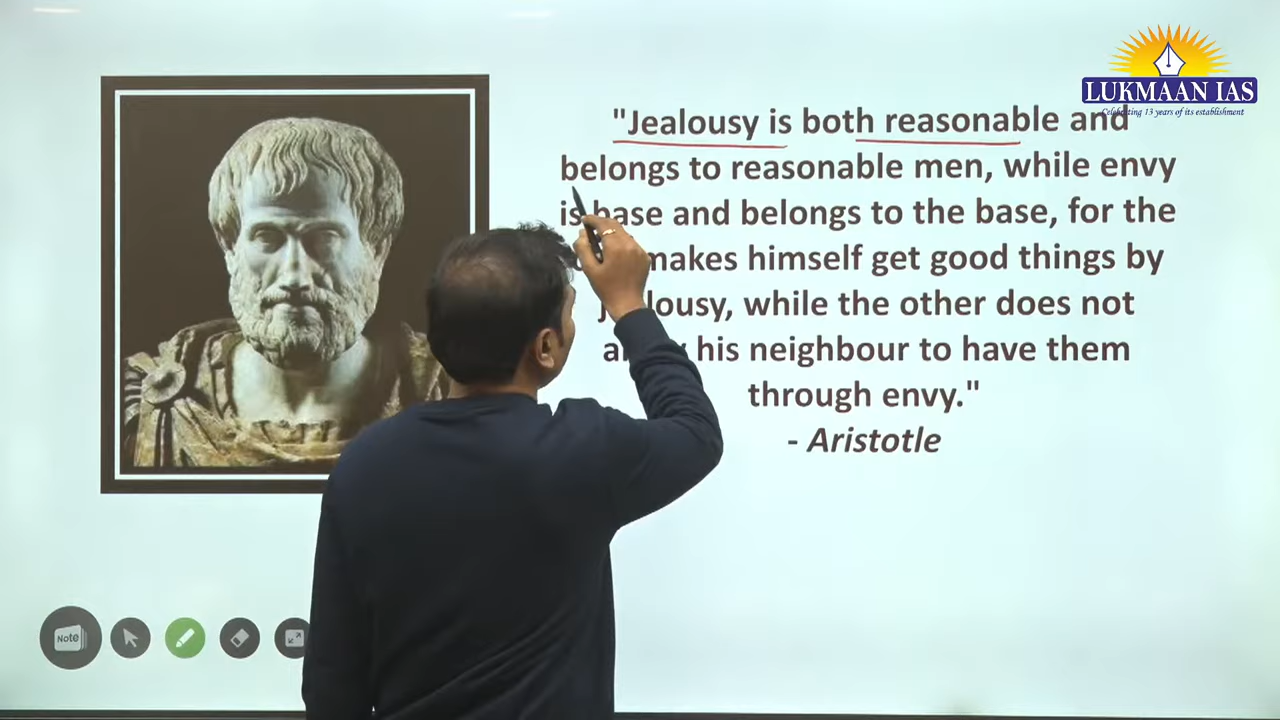 LUKMAAN IAS
Celebrating 13 years of its establishment
"Jealousy is both reasonable and
belongs to reasonable men, while envy
is base and belongs to the base, for the
makes himself get good things by
jealousy, while the other does not
his neighbour to have them
through envy."
- Aristotle
Note